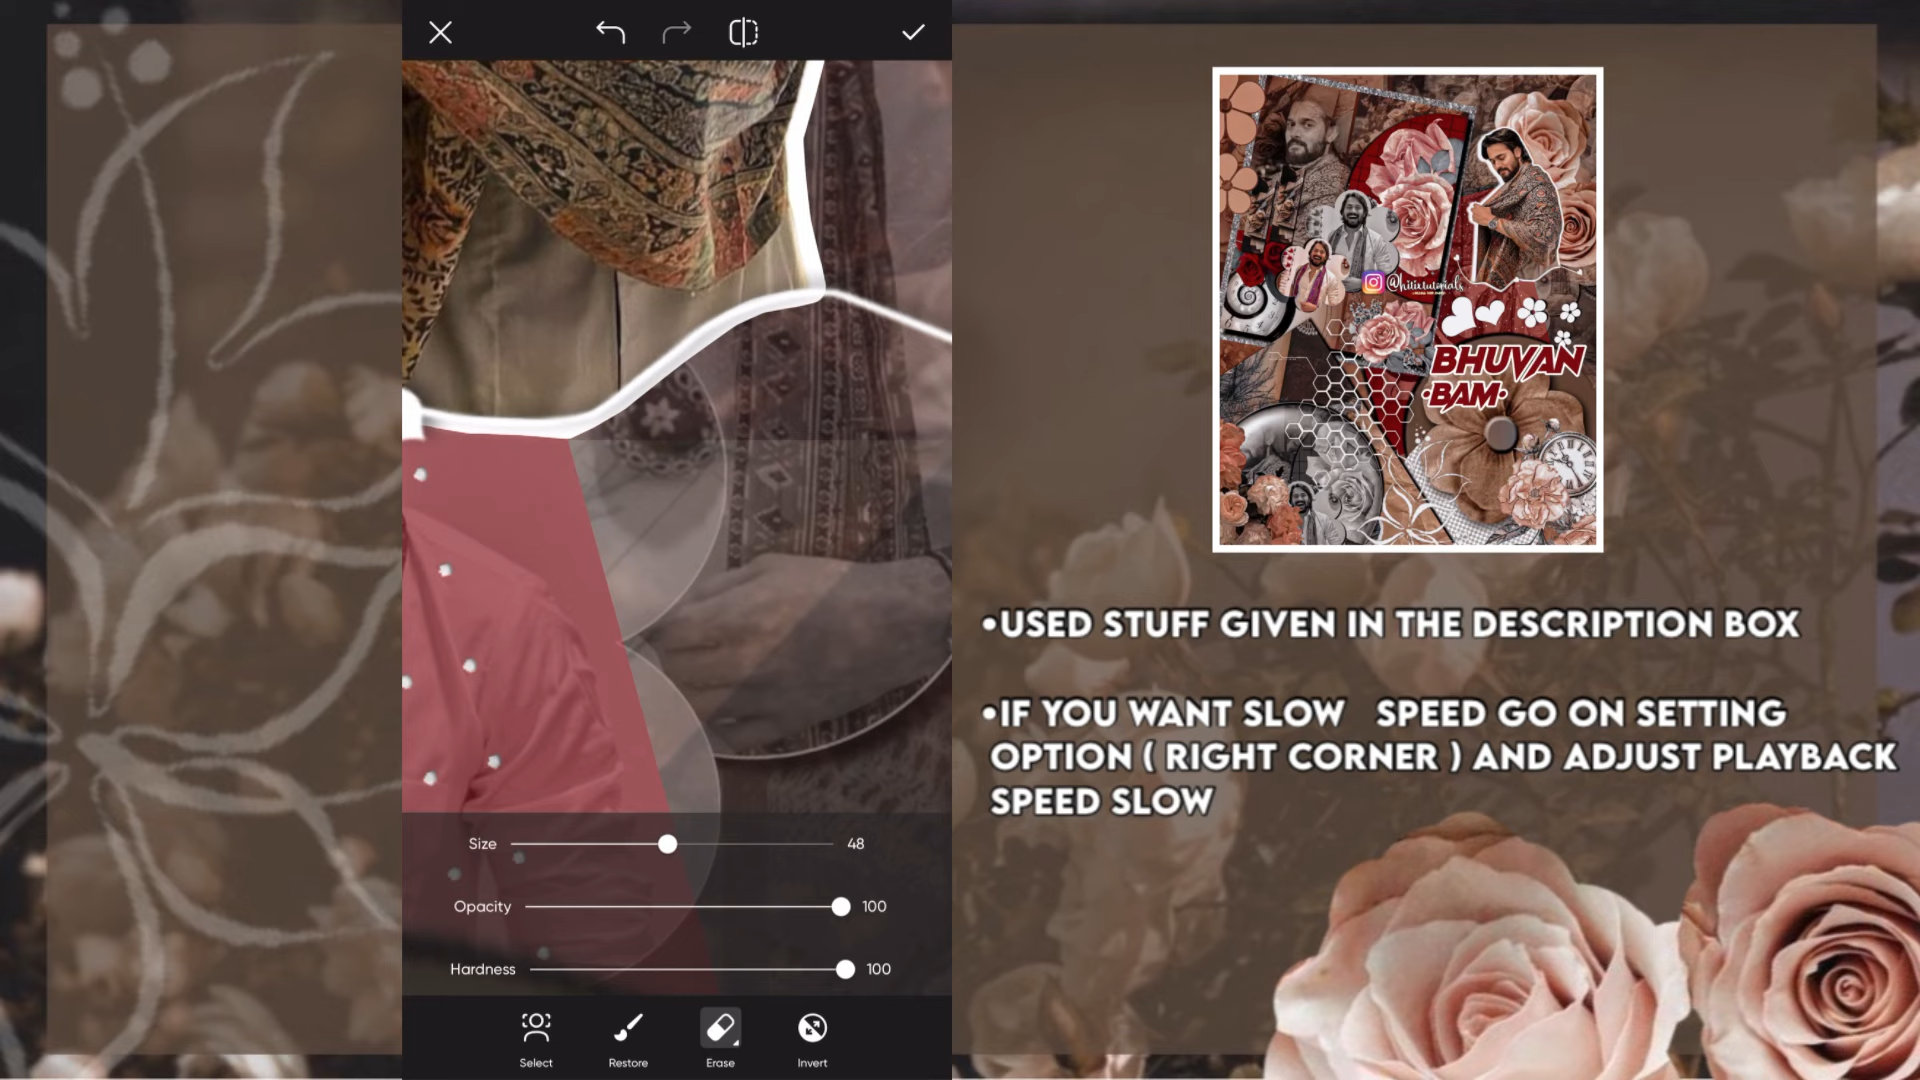 Size 48
Opacity 100
Hardness 100
Select Restore Erase Invert
@hitixtutorials
BHUVAN
•BAM•
•USED STUFF GIVEN IN THE DESCRIPTION BOX
•IF YOU WANT SLOW SPEED GO ON SETTING
OPTION ( RIGHT CORNER ) AND ADJUST PLAYBACK
SPEED SLOW